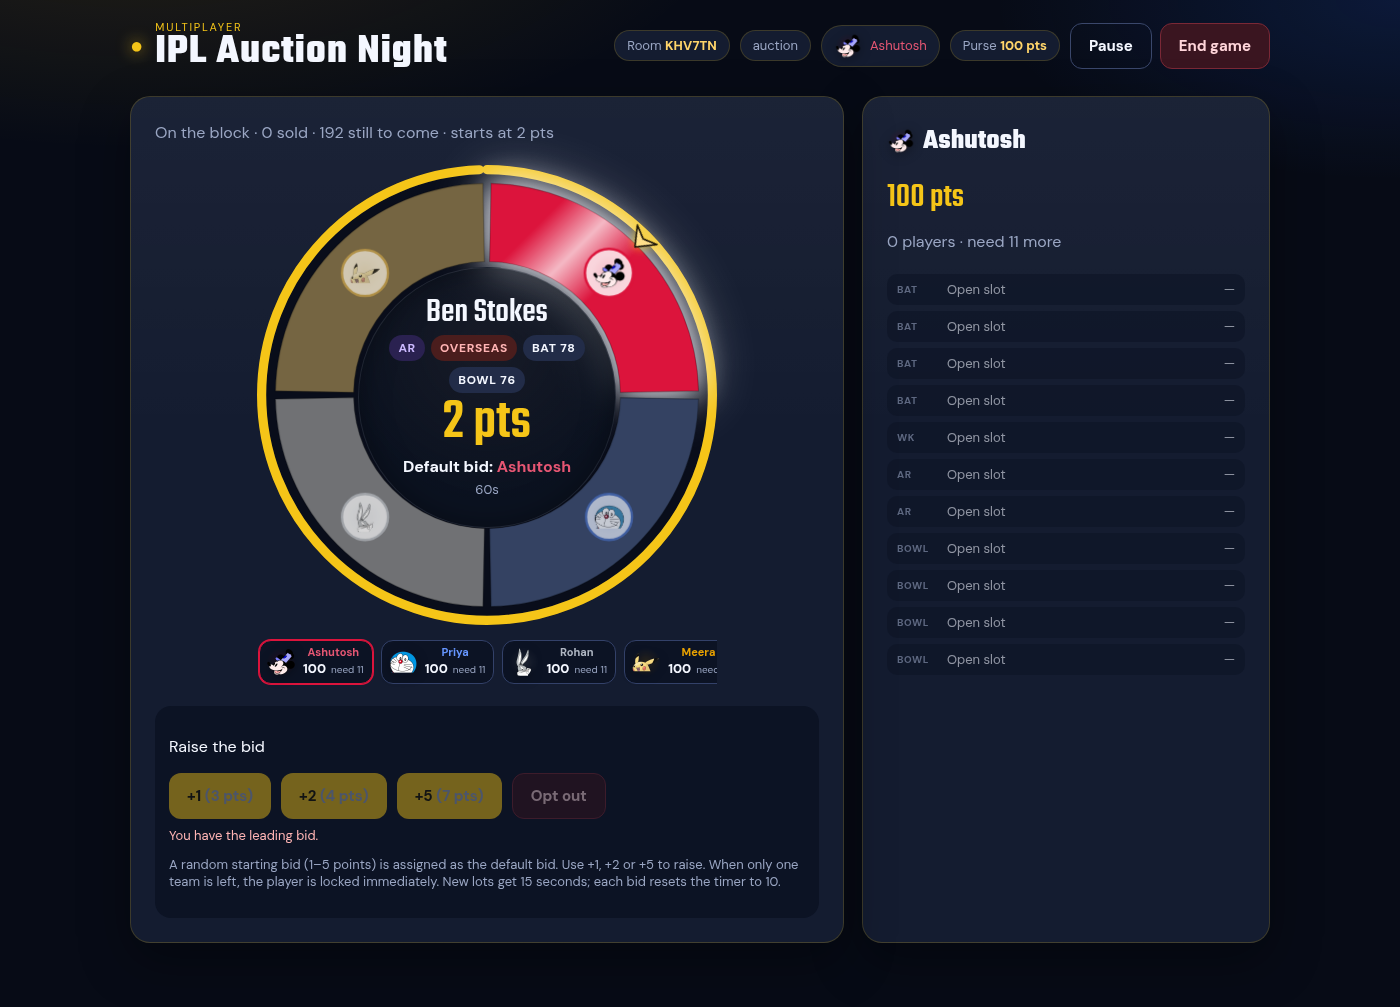 MULTIPLAYER
IPL Auction Night
Room KHV7TN
auction
Ashutosh
Purse 100 pts
Pause
End game
On the block · 0 sold · 192 still to come · starts at 2 pts
Ben Stokes
AR OVERSEAS BAT 78
BOWL 76
2 pts
Default bid: Ashutosh
60s
Ashutosh
100 need 11
Priya
100 need 11
Rohan
100 need 11
Meera
100 need
Raise the bid
+1 (3 pts)
+2 (4 pts)
+5 (7 pts)
Opt out
You have the leading bid.
A random starting bid (1–5 points) is assigned as the default bid. Use +1, +2 or +5 to raise. When only one
team is left, the player is locked immediately. New lots get 15 seconds; each bid resets the timer to 10.
Ashutosh
100 pts
0 players · need 11 more
BAT Open slot —
BAT Open slot —
BAT Open slot —
BAT Open slot —
WK Open slot —
AR Open slot —
AR Open slot —
BOWL Open slot —
BOWL Open slot —
BOWL Open slot —
BOWL Open slot —